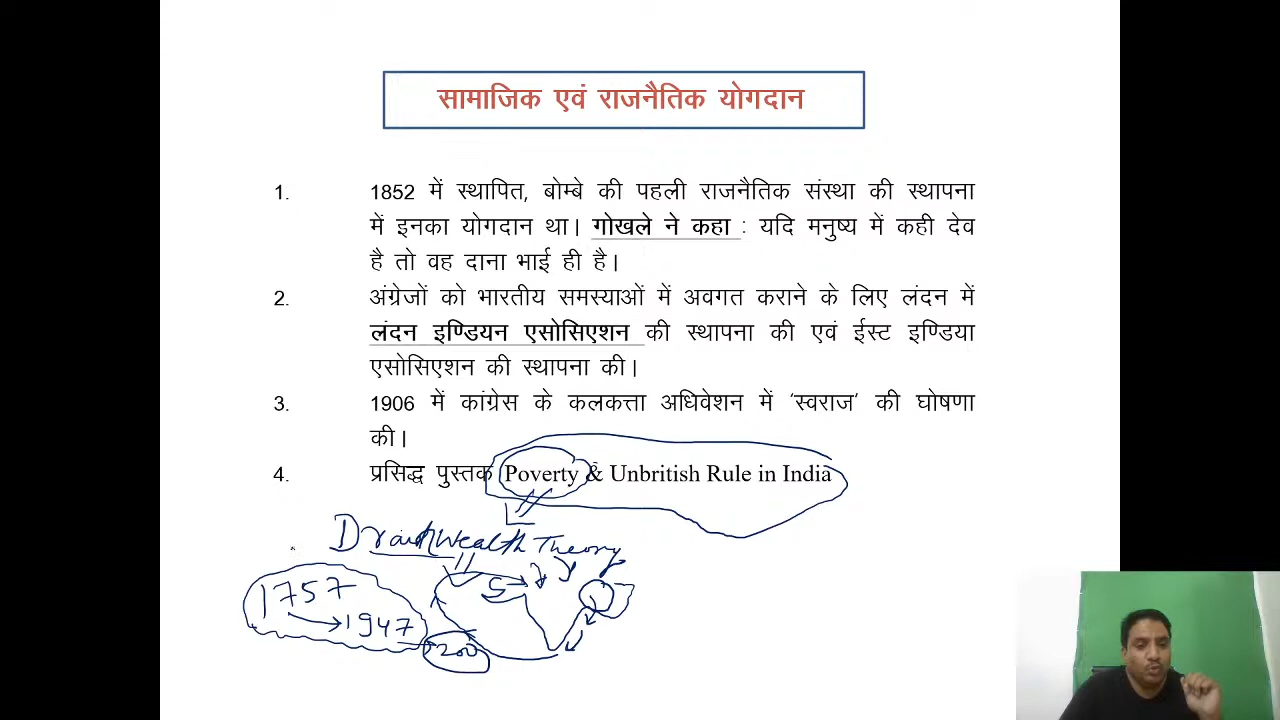 सामाजिक एवं राजनैतिक योगदान
1. 1852 में स्थापित, बोम्बे की पहली राजनैतिक संस्था की स्थापना
में इनका योगदान था। गोखले ने कहा : यदि मनुष्य में कही देव
है तो वह दाना भाई ही है।
2. अंग्रेजों को भारतीय समस्याओं में अवगत कराने के लिए लंदन में
लंदन इण्डियन एसोसिएशन की स्थापना की एवं ईस्ट इण्डिया
एसोसिएशन की स्थापना की।
3. 1906 में कांग्रेस के कलकत्ता अधिवेशन में ‘स्वराज’ की घोषणा
की।
4. प्रसिद्ध पुस्तक Poverty & Unbritish Rule in India
Drain Wealth Theory
1757
1947
200